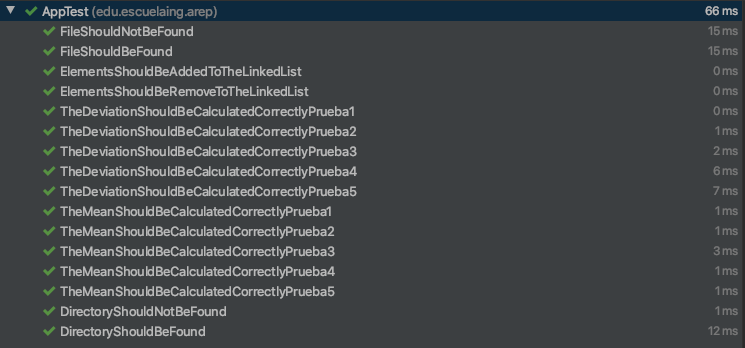 AppTest (edu.escuelaing.arep) 66 ms
FileShouldNotBeFound 15 ms
FileShouldBeFound 15 ms
ElementsShouldBeAddedToTheLinkedList 0 ms
ElementsShouldBeRemoveToTheLinkedList 0 ms
TheDeviationShouldBeCalculatedCorrectlyPrueba1 0 ms
TheDeviationShouldBeCalculatedCorrectlyPrueba2 1 ms
TheDeviationShouldBeCalculatedCorrectlyPrueba3 2 ms
TheDeviationShouldBeCalculatedCorrectlyPrueba4 6 ms
TheDeviationShouldBeCalculatedCorrectlyPrueba5 7 ms
TheMeanShouldBeCalculatedCorrectlyPrueba1 1 ms
TheMeanShouldBeCalculatedCorrectlyPrueba2 1 ms
TheMeanShouldBeCalculatedCorrectlyPrueba3 3 ms
TheMeanShouldBeCalculatedCorrectlyPrueba4 1 ms
TheMeanShouldBeCalculatedCorrectlyPrueba5 1 ms
DirectoryShouldNotBeFound 1 ms
DirectoryShouldBeFound 12 ms